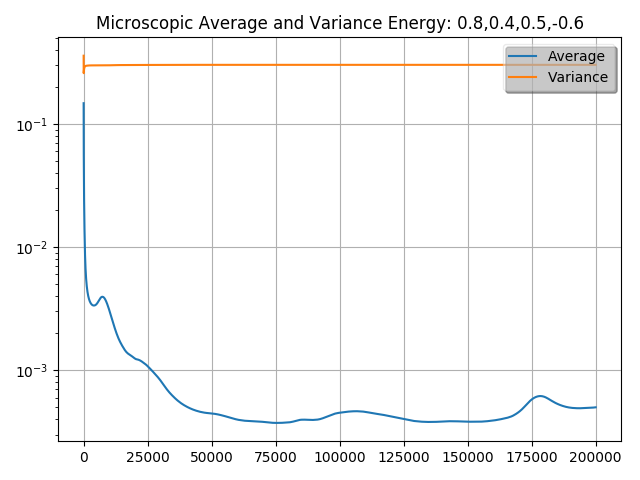 Microscopic Average and Variance Energy: 0.8,0.4,0.5,-0.6
Average
Variance
10⁻¹
10⁻²
10⁻³
0 25000 50000 75000 100000 125000 150000 175000 200000